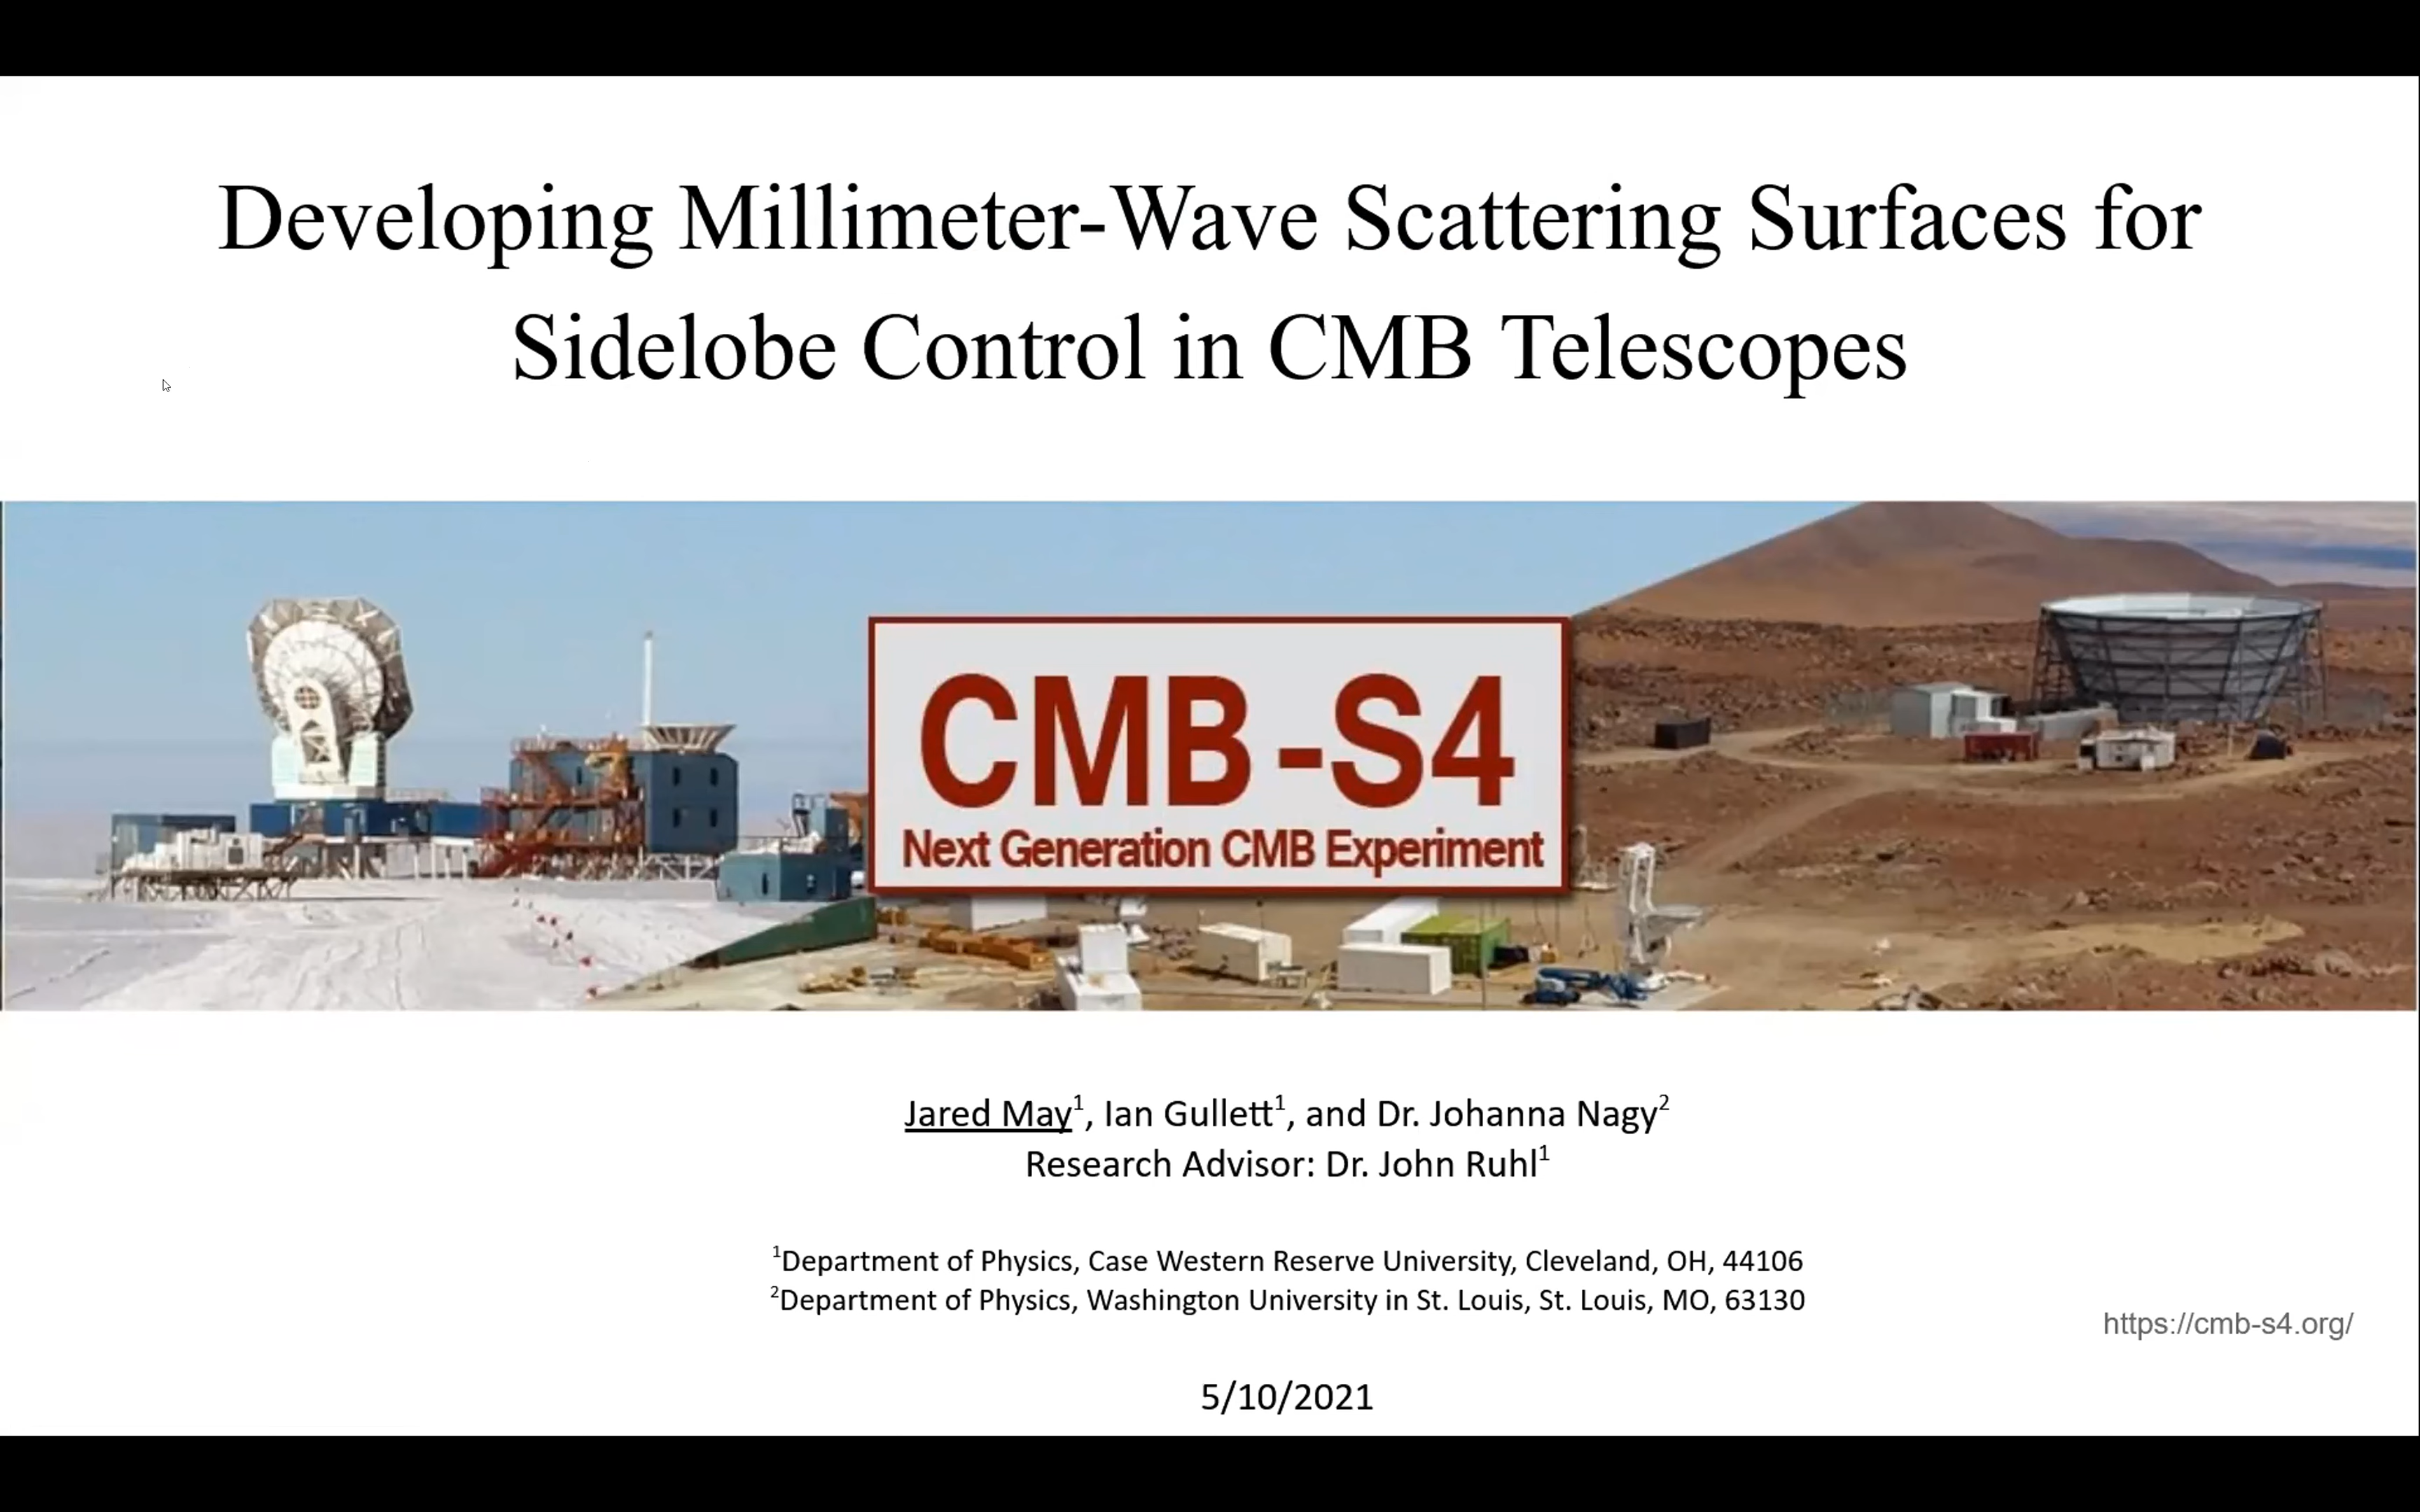 Developing Millimeter-Wave Scattering Surfaces for
Sidelobe Control in CMB Telescopes
CMB -S4
Next Generation CMB Experiment
Jared May¹, Ian Gullett¹, and Dr. Johanna Nagy²
Research Advisor: Dr. John Ruhl¹
¹Department of Physics, Case Western Reserve University, Cleveland, OH, 44106
²Department of Physics, Washington University in St. Louis, St. Louis, MO, 63130
https://cmb-s4.org/
5/10/2021